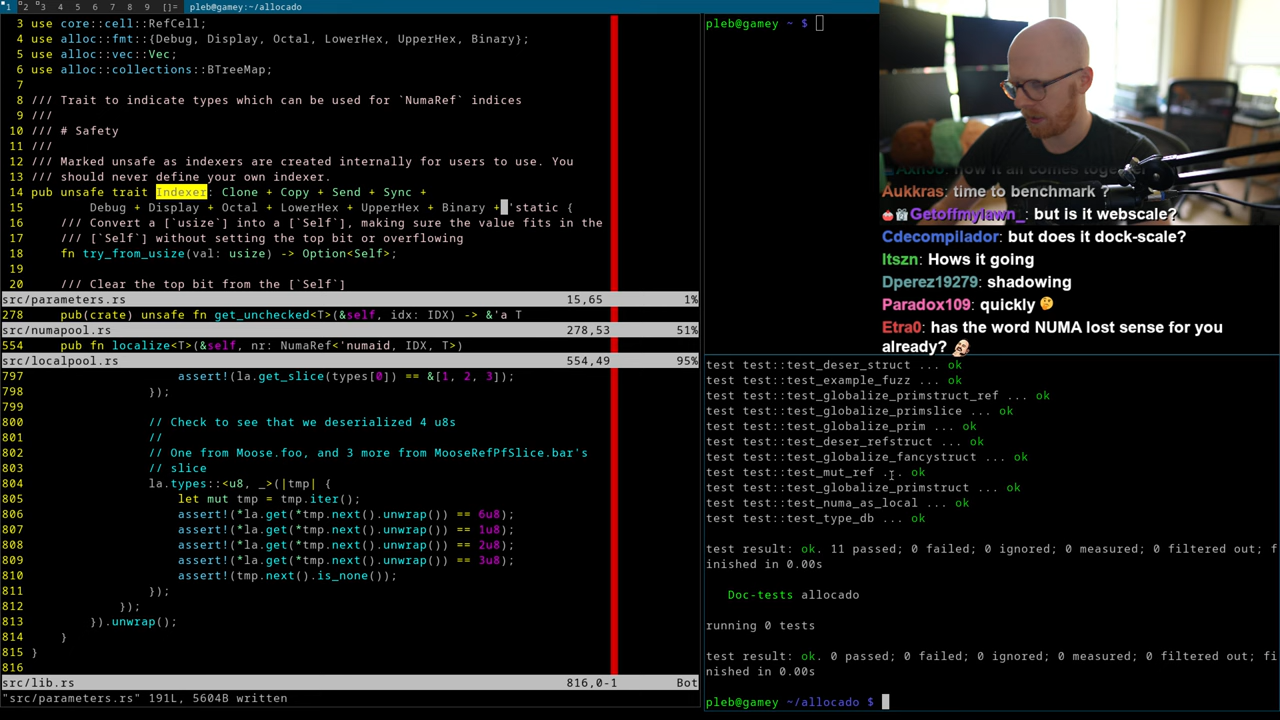 1 2 3 4 5 6 7 8 9 []= pleb@gamey:~/allocado
3 use core::cell::RefCell;
4 use alloc::fmt::{Debug, Display, Octal, LowerHex, UpperHex, Binary};
5 use alloc::vec::Vec;
6 use alloc::collections::BTreeMap;
7
8 /// Trait to indicate types which can be used for `NumaRef` indices
9 ///
10 /// # Safety
11 ///
12 /// Marked unsafe as indexers are created internally for users to use. You
13 /// should never define your own indexer.
14 pub unsafe trait Indexer: Clone + Copy + Send + Sync +
15 Debug + Display + Octal + LowerHex + UpperHex + Binary + 'static {
16 /// Convert a [`usize`] into a [`Self`], making sure the value fits in the
17 /// [`Self`] without setting the top bit or overflowing
18 fn try_from_usize(val: usize) -> Option<Self>;
19
20 /// Clear the top bit from the [`Self`]
src/parameters.rs 15,65 1%
278 pub(crate) unsafe fn get_unchecked<T>(&self, idx: IDX) -> &'a T
src/numapool.rs 278,53 51%
554 pub fn localize<T>(&self, nr: NumaRef<'numaid, IDX, T>)
src/localpool.rs 554,49 95%
797 assert!(la.get_slice(types[0]) == &[1, 2, 3]);
798 });
799
800 // Check to see that we deserialized 4 u8s
801 //
802 // One from Moose.foo, and 3 more from MooseRefPfSlice.bar's
803 // slice
804 la.types::<u8, _>(|tmp| {
805 let mut tmp = tmp.iter();
806 assert!(*la.get(*tmp.next().unwrap()) == 6u8);
807 assert!(*la.get(*tmp.next().unwrap()) == 1u8);
808 assert!(*la.get(*tmp.next().unwrap()) == 2u8);
809 assert!(*la.get(*tmp.next().unwrap()) == 3u8);
810 assert!(tmp.next().is_none());
811 });
812 });
813 }).unwrap();
814 }
815 }
816
src/lib.rs 816,0-1 Bot
"src/parameters.rs" 191L, 5604B written
pleb@gamey ~ $
how it all comes together
Aukkras: time to benchmark ?
Getoffmylawn_: but is it webscale?
Cdecompilador: but does it dock-scale?
Itszn: Hows it going
Dperez19279: shadowing
Paradox109: quickly 🤔
Etra0: has the word NUMA lost sense for you
already?
test test::test_deser_struct ... ok
test test::test_example_fuzz ... ok
test test::test_globalize_primstruct_ref ... ok
test test::test_globalize_primslice ... ok
test test::test_globalize_prim ... ok
test test::test_deser_refstruct ... ok
test test::test_globalize_fancystruct ... ok
test test::test_mut_ref ... ok
test test::test_globalize_primstruct ... ok
test test::test_numa_as_local ... ok
test test::test_type_db ... ok
test result: ok. 11 passed; 0 failed; 0 ignored; 0 measured; 0 filtered out; f
inished in 0.00s
Doc-tests allocado
running 0 tests
test result: ok. 0 passed; 0 failed; 0 ignored; 0 measured; 0 filtered out; fi
nished in 0.00s
pleb@gamey ~/allocado $